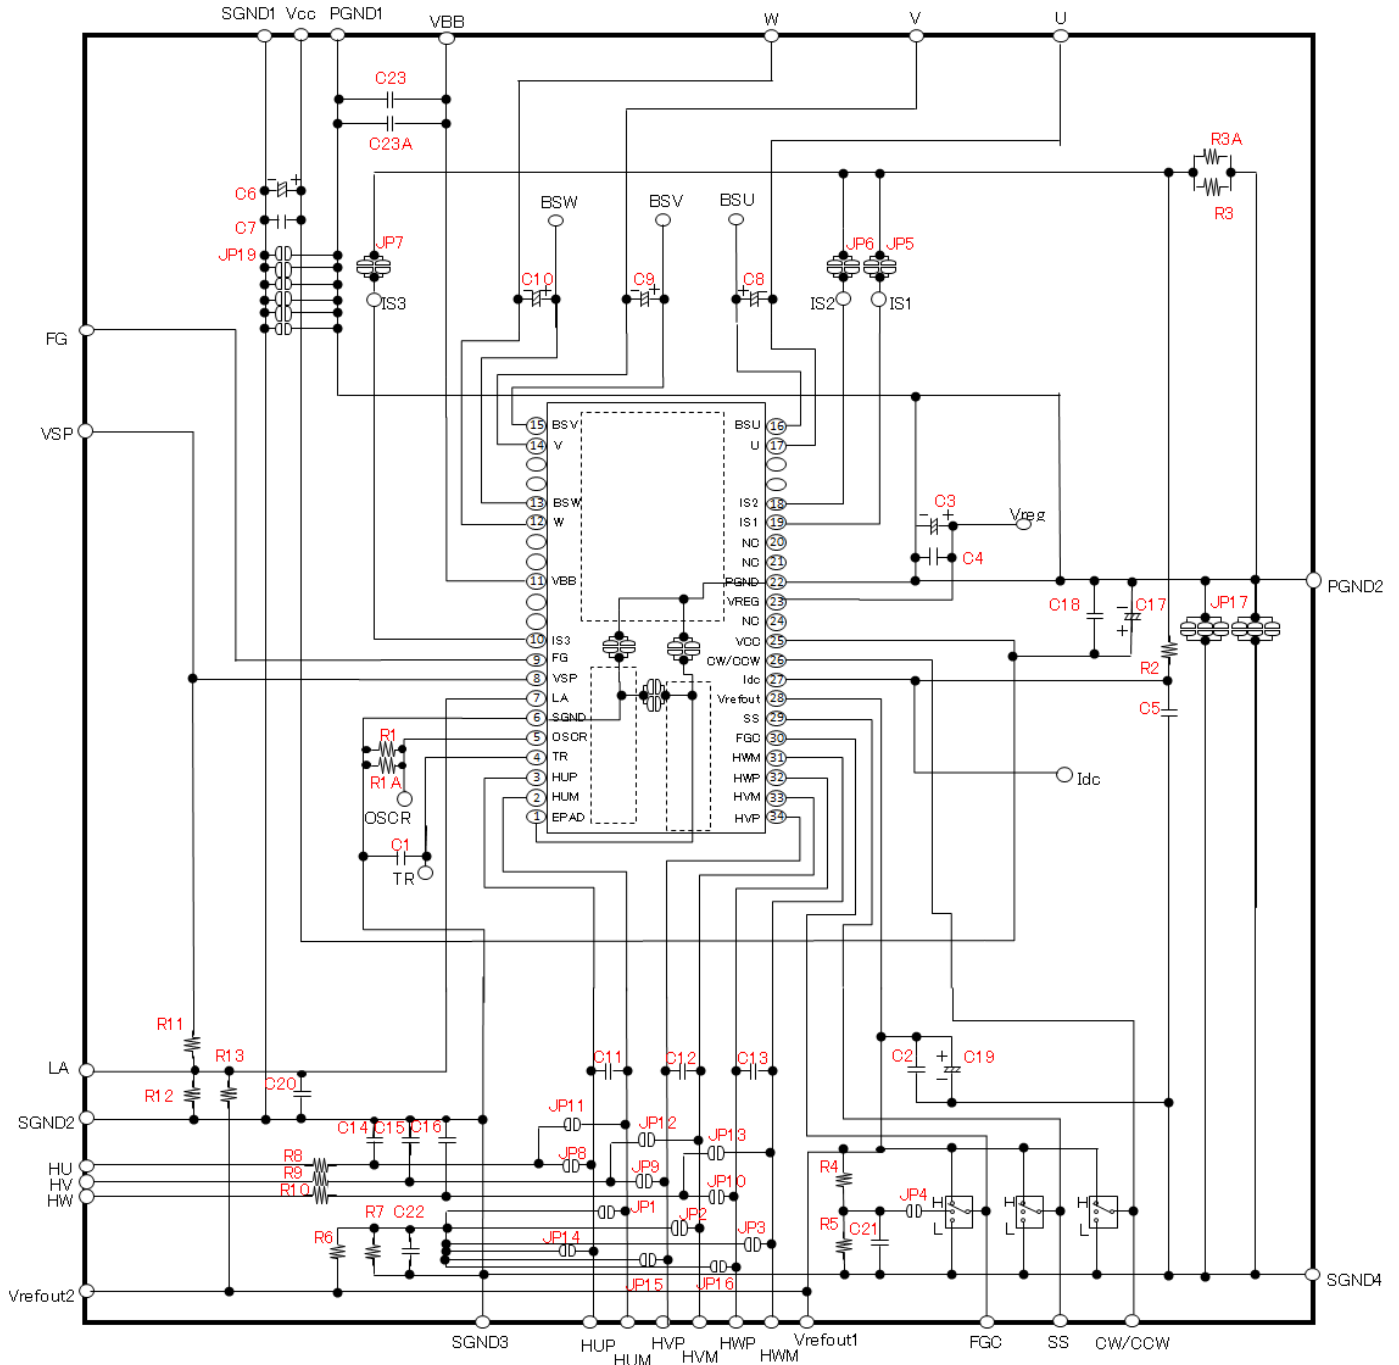 SGND1 Vcc PGND1
VBB
W
V
U
C23
C23A
R3A
R3
C6
C7
JP19
JP7
BSW
BSV
BSU
JP6
JP5
C10
C9
C8
IS3
IS2
IS1
FG
VSP
15 BSV
14 V
13 BSW
12 W
11 VBB
10 IS3
9 FG
8 VSP
7 LA
6 SGND
5 OSCR
4 TR
3 HUP
2 HUM
1 EPAD
BSU 16
U 17
IS2 18
IS1 19
NC 20
NC 21
PGND 22
VREG 23
NC 24
VCC 25
CW/CCW 26
Idc 27
Vrefout 28
SS 29
FGC 30
HWM 31
HWP 32
HVM 33
HVP 34
C3
Vreg
C4
C18
C17
JP17
PGND2
R2
C5
Idc
R1
R1A
OSCR
C1
TR
R11
LA
R13
R12
C20
SGND2
C14
C15
C16
C11
C12
C13
C2
C19
JP11
JP12
JP13
HU
R8
JP8
HV
R9
JP9
HW
R10
JP10
R6
R7
C22
JP1
JP2
JP3
JP14
JP15
JP16
R4
R5
C21
JP4
H
L
H
L
H
L
Vrefout2
SGND4
SGND3
HUP
HUM
HVP
HVM
HWP
HWM
Vrefout1
FGC
SS
CW/CCW
- +
- +
- +
+ -
- +
-
+
+
-